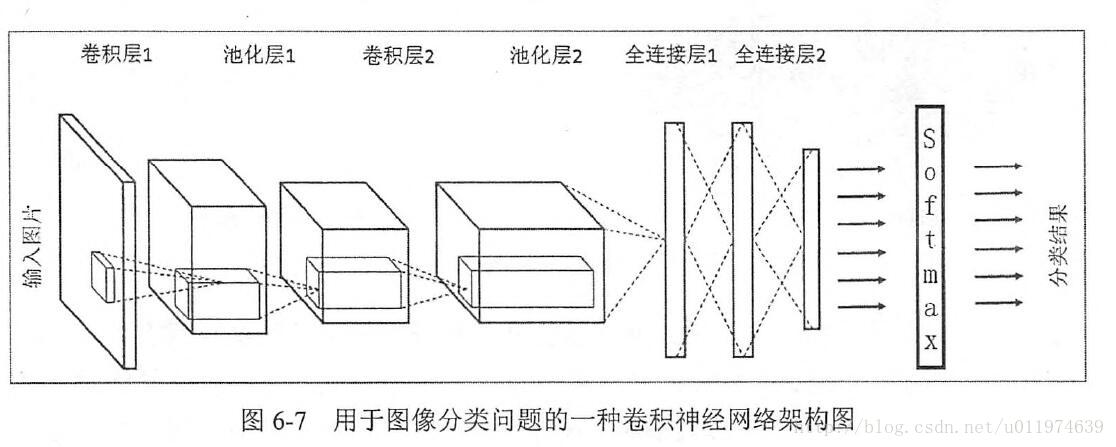 卷积层1 池化层1 卷积层2 池化层2 全连接层1 全连接层2
输入图片
Softmax
分类结果
图 6-7 用于图像分类问题的一种卷积神经网络架构图
http://blog.csdn.net/u011974639